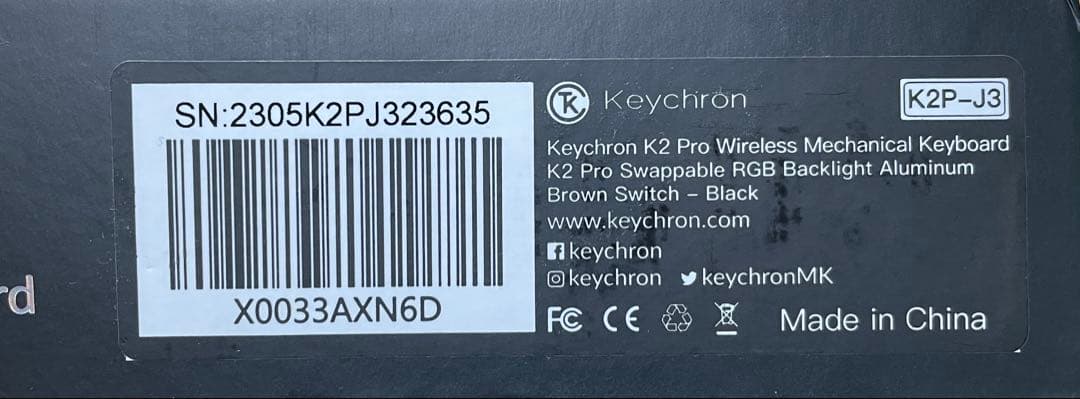 SN:2305K2PJ323635
X0033AXN6D
Keychron
K2P-J3
Keychron K2 Pro Wireless Mechanical Keyboard
K2 Pro Swappable RGB Backlight Aluminum
Brown Switch - Black
www.keychron.com
keychron
keychron keychronMK
FC CE Made in China
rd